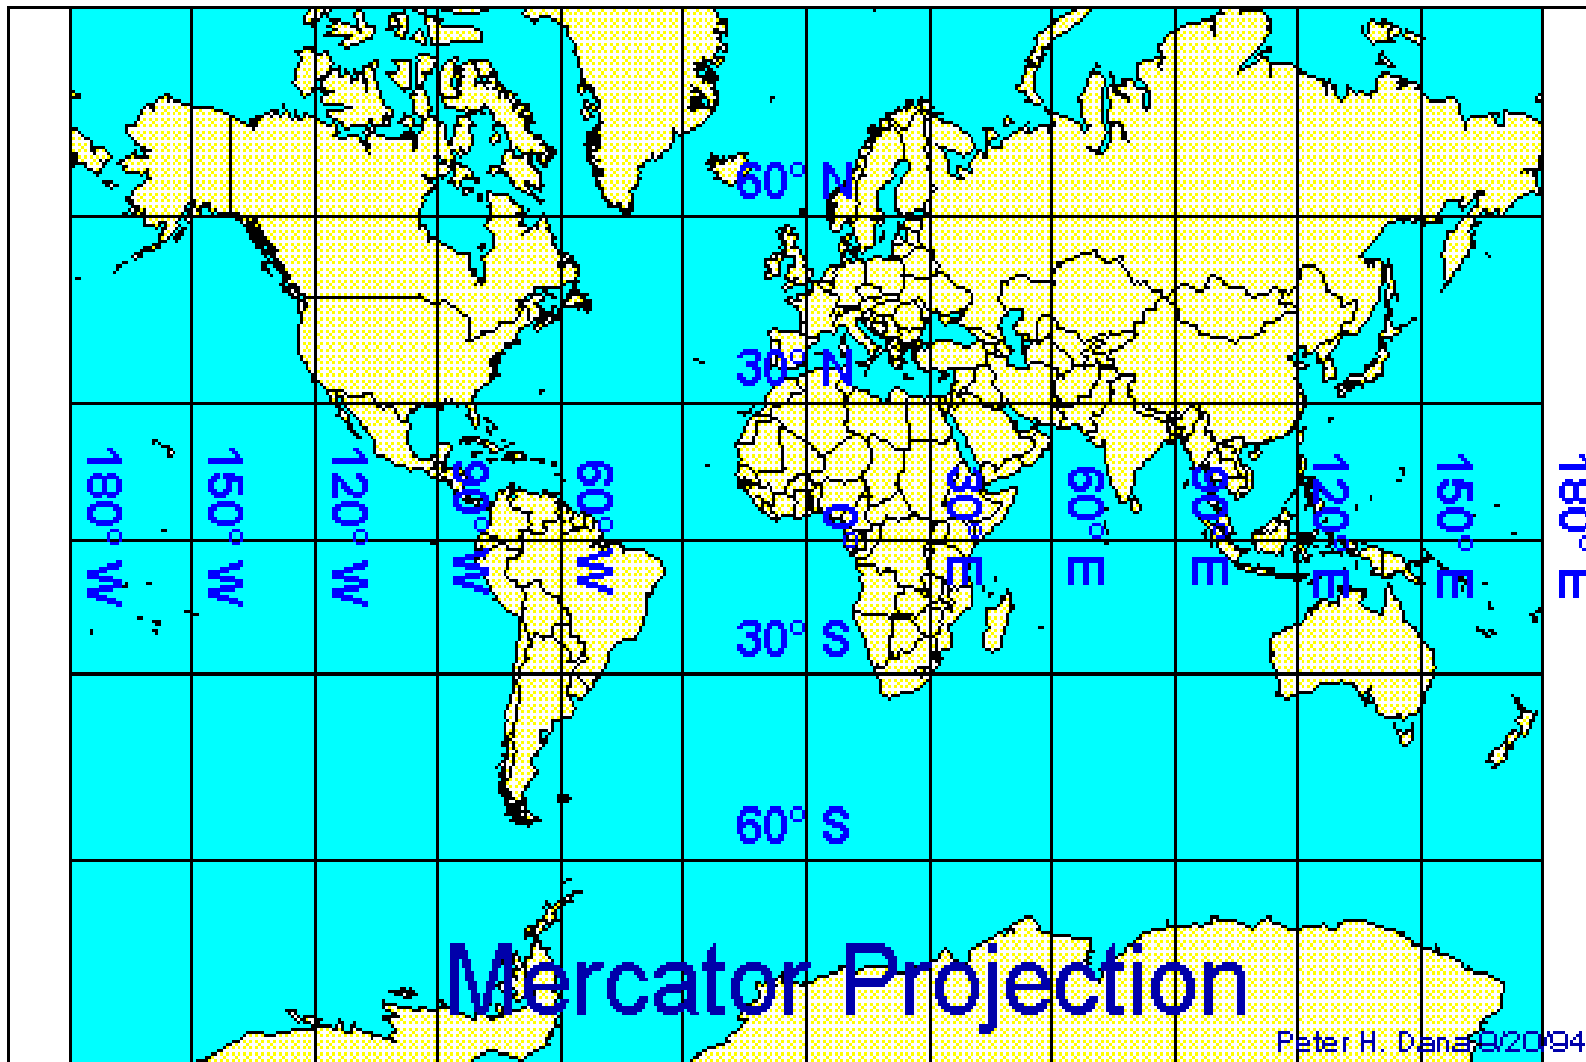 60° N
30° N
180° W
150° W
120° W
90° W
60° W
0°
30° E
60° E
90° E
120° E
150° E
180° E
30° S
60° S
Mercator Projection
Peter H. Dana 9/20/94